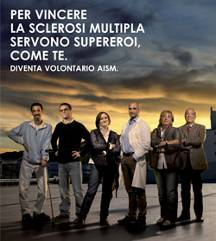 PER VINCERE
LA SCLEROSI MULTIPLA
SERVONO SUPEREROI,
COME TE.
DIVENTA VOLONTARIO AISM.